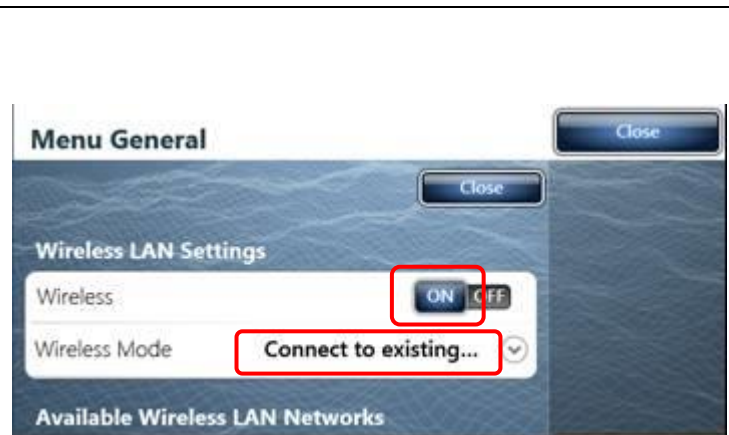 Menu General
Close
Close
Wireless LAN Settings
Wireless
ON OFF
Wireless Mode
Connect to existing...
Available Wireless LAN Networks